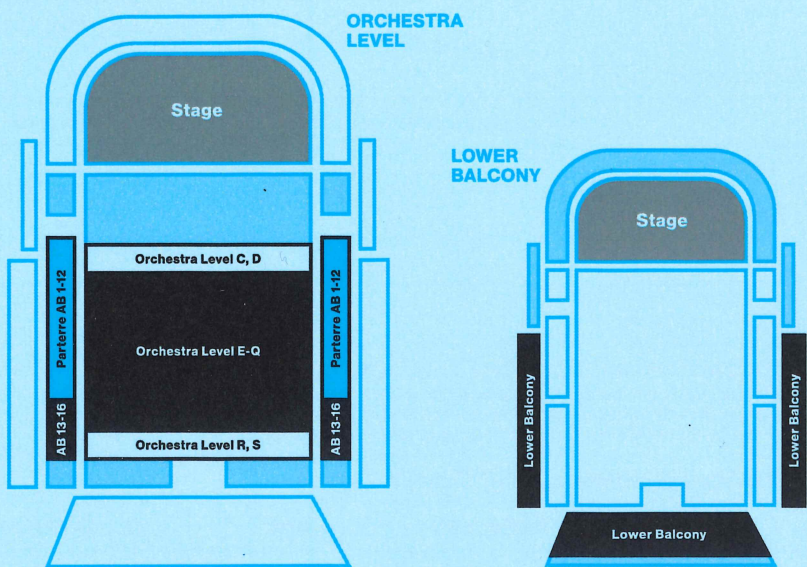 ORCHESTRA
LEVEL
Stage
Orchestra Level C, D
Parterre AB 1-12
Parterre AB 1-12
Orchestra Level E-Q
AB 13-16
AB 13-16
Orchestra Level R, S
LOWER
BALCONY
Stage
Lower Balcony
Lower Balcony
Lower Balcony